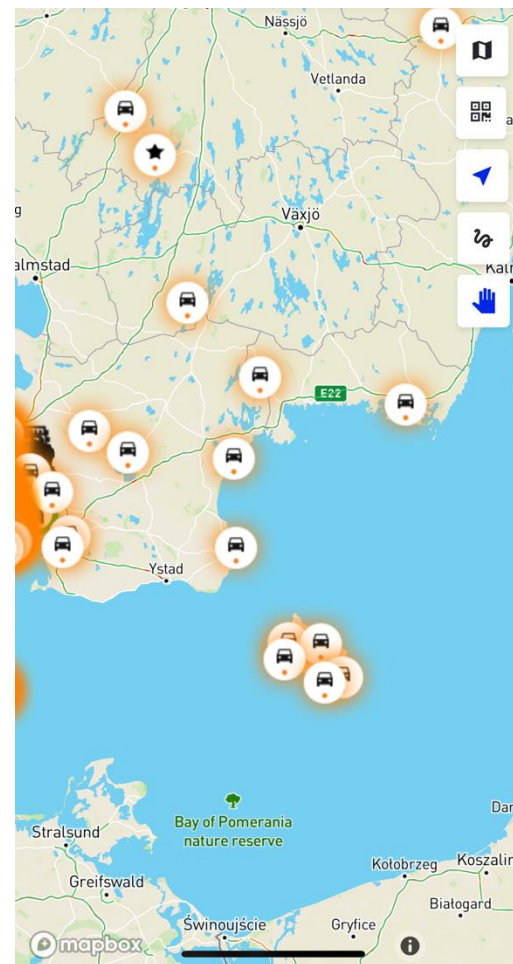 Nässjö
Vetlanda
g
Växjö
almstad
Kalm
E22
Ystad
Bay of Pomerania
nature reserve
Dar
Stralsund
Kołobrzeg
Koszalin
Greifswald
Białogard
Świnoujście
Gryfice
mapbox